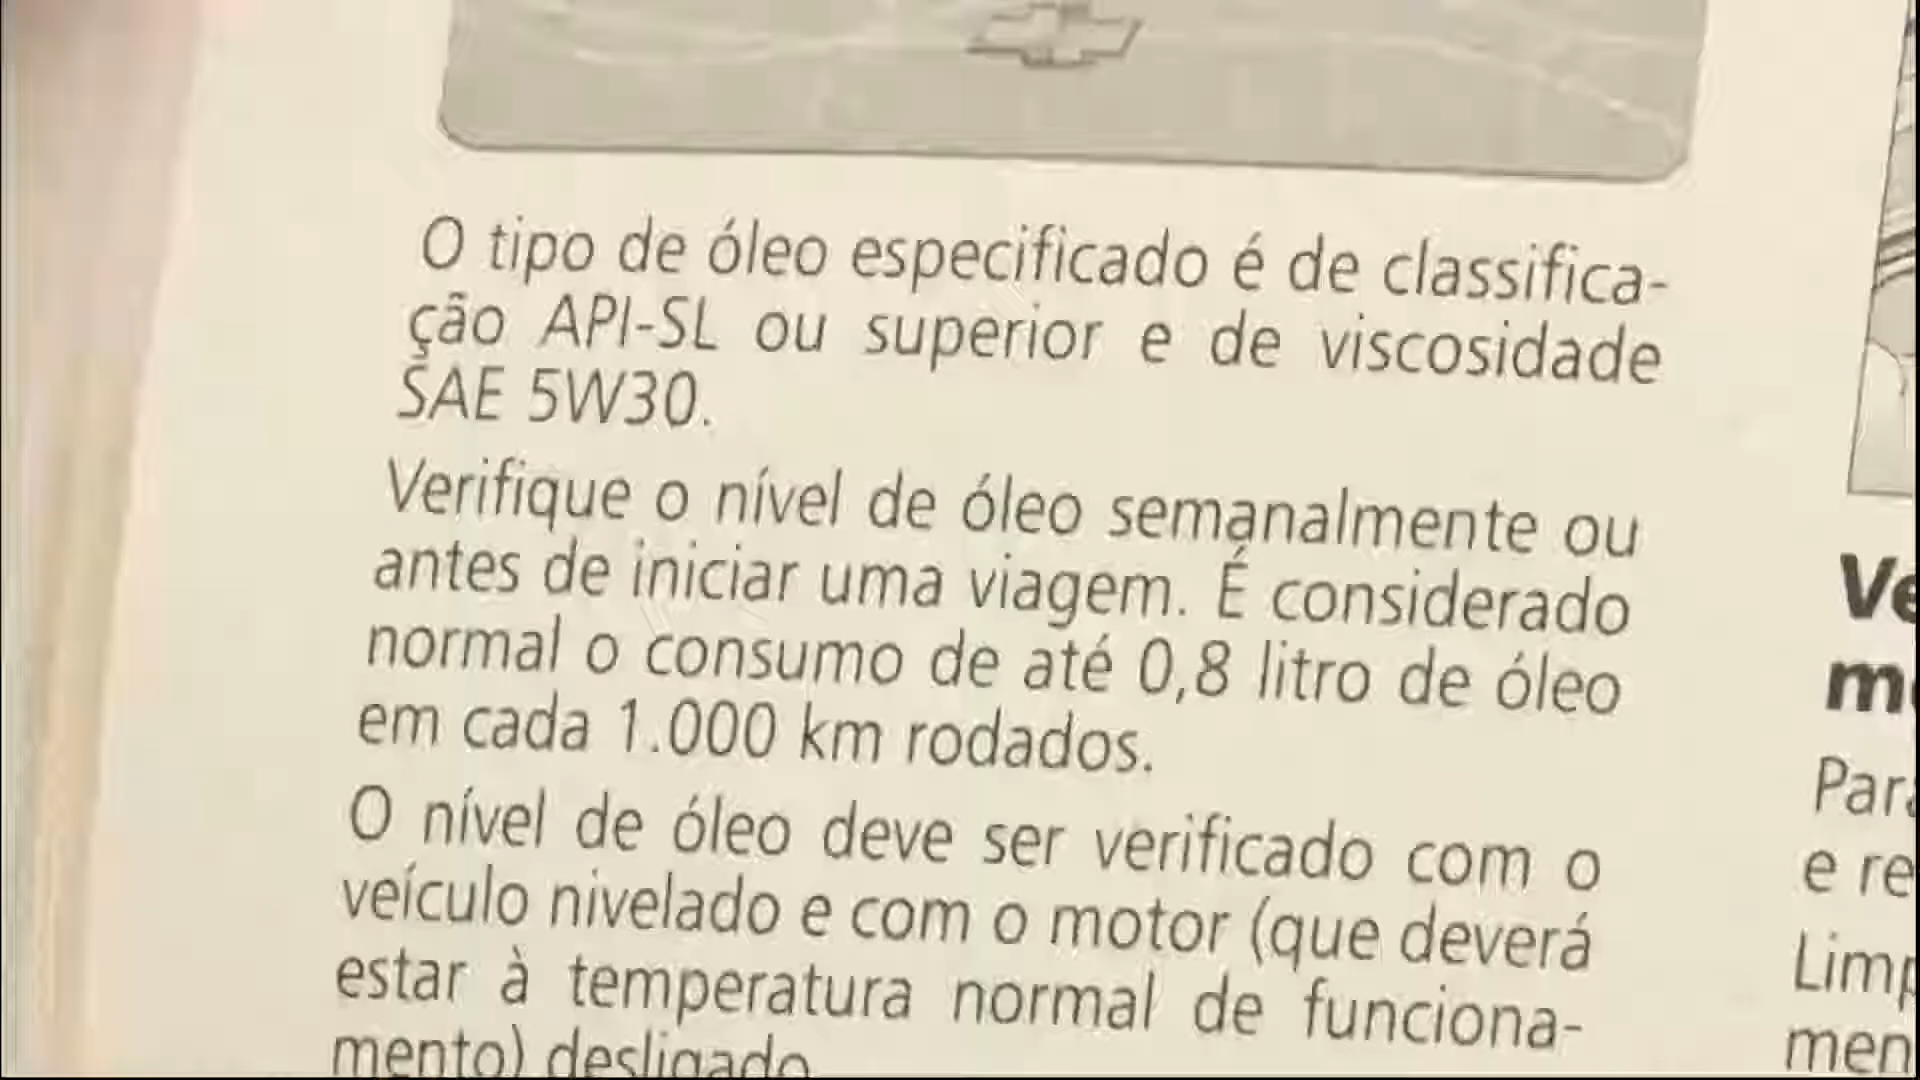 O tipo de óleo especificado é de classifica-
ção API-SL ou superior e de viscosidade
SAE 5W30.
Verifique o nível de óleo semanalmente ou
antes de iniciar uma viagem. É considerado
normal o consumo de até 0,8 litro de óleo
em cada 1.000 km rodados.
O nível de óleo deve ser verificado com o
veículo nivelado e com o motor (que deverá
estar à temperatura normal de funciona-
mento) desligado